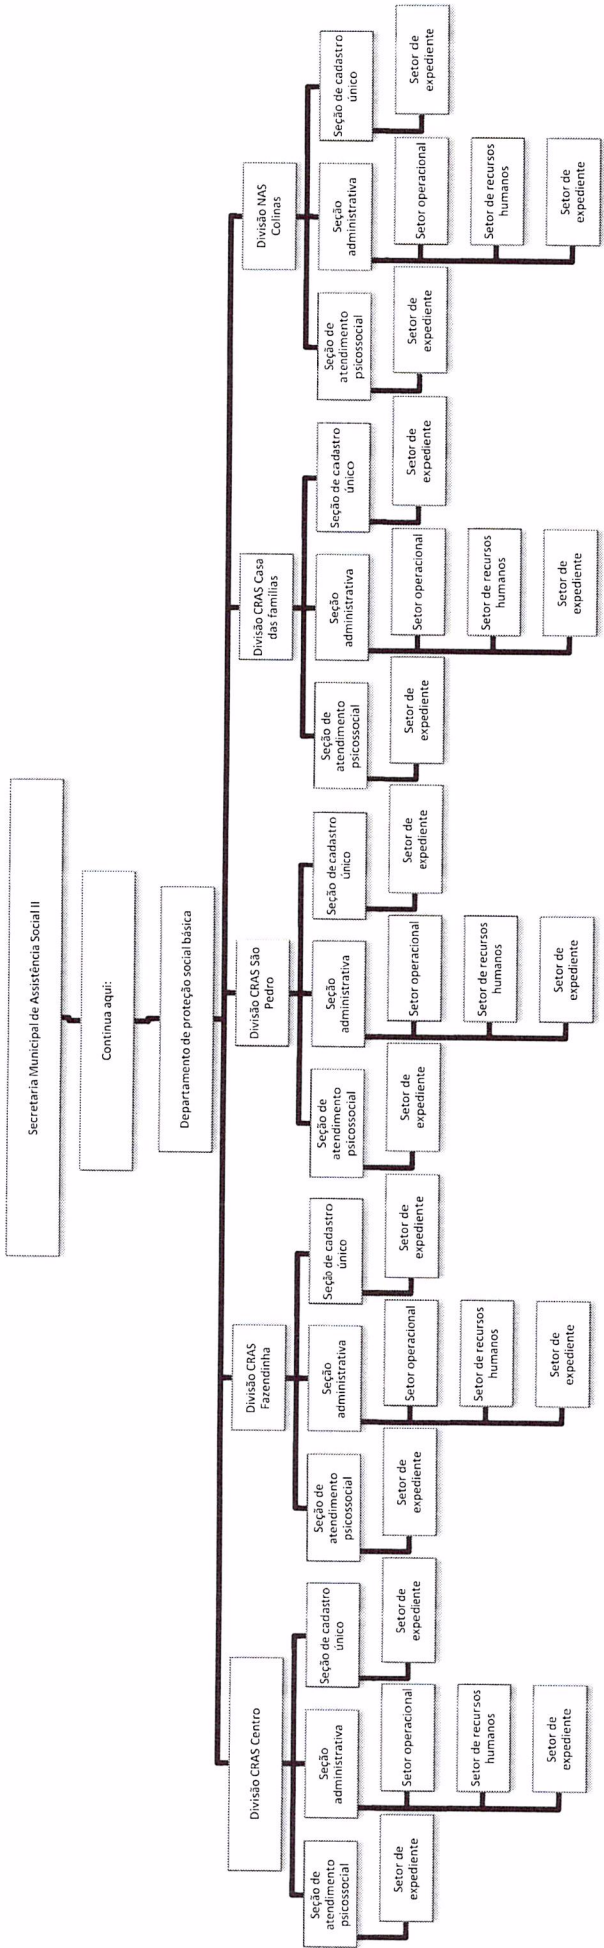 Secretaria Municipal de Assistência Social II
Continua aqui:
Departamento de proteção social básica
Divisão CRAS Centro
Seção de
atendimento
psicossocial
Setor de
expediente
Seção
administrativa
Setor operacional
Setor de recursos
humanos
Setor de
expediente
Seção de cadastro
único
Setor de
expediente
Divisão CRAS
Fazendinha
Seção de
atendimento
psicossocial
Setor de
expediente
Seção
administrativa
Setor operacional
Setor de recursos
humanos
Setor de
expediente
Seção de cadastro
único
Setor de
expediente
Divisão CRAS São
Pedro
Seção de
atendimento
psicossocial
Setor de
expediente
Seção
administrativa
Setor operacional
Setor de recursos
humanos
Setor de
expediente
Seção de cadastro
único
Setor de
expediente
Divisão CRAS Casa
das famílias
Seção de
atendimento
psicossocial
Setor de
expediente
Seção
administrativa
Setor operacional
Setor de recursos
humanos
Setor de
expediente
Seção de cadastro
único
Setor de
expediente
Divisão NAS
Colinas
Seção de
atendimento
psicossocial
Setor de
expediente
Seção
administrativa
Setor operacional
Setor de recursos
humanos
Setor de
expediente
Seção de cadastro
único
Setor de
expediente